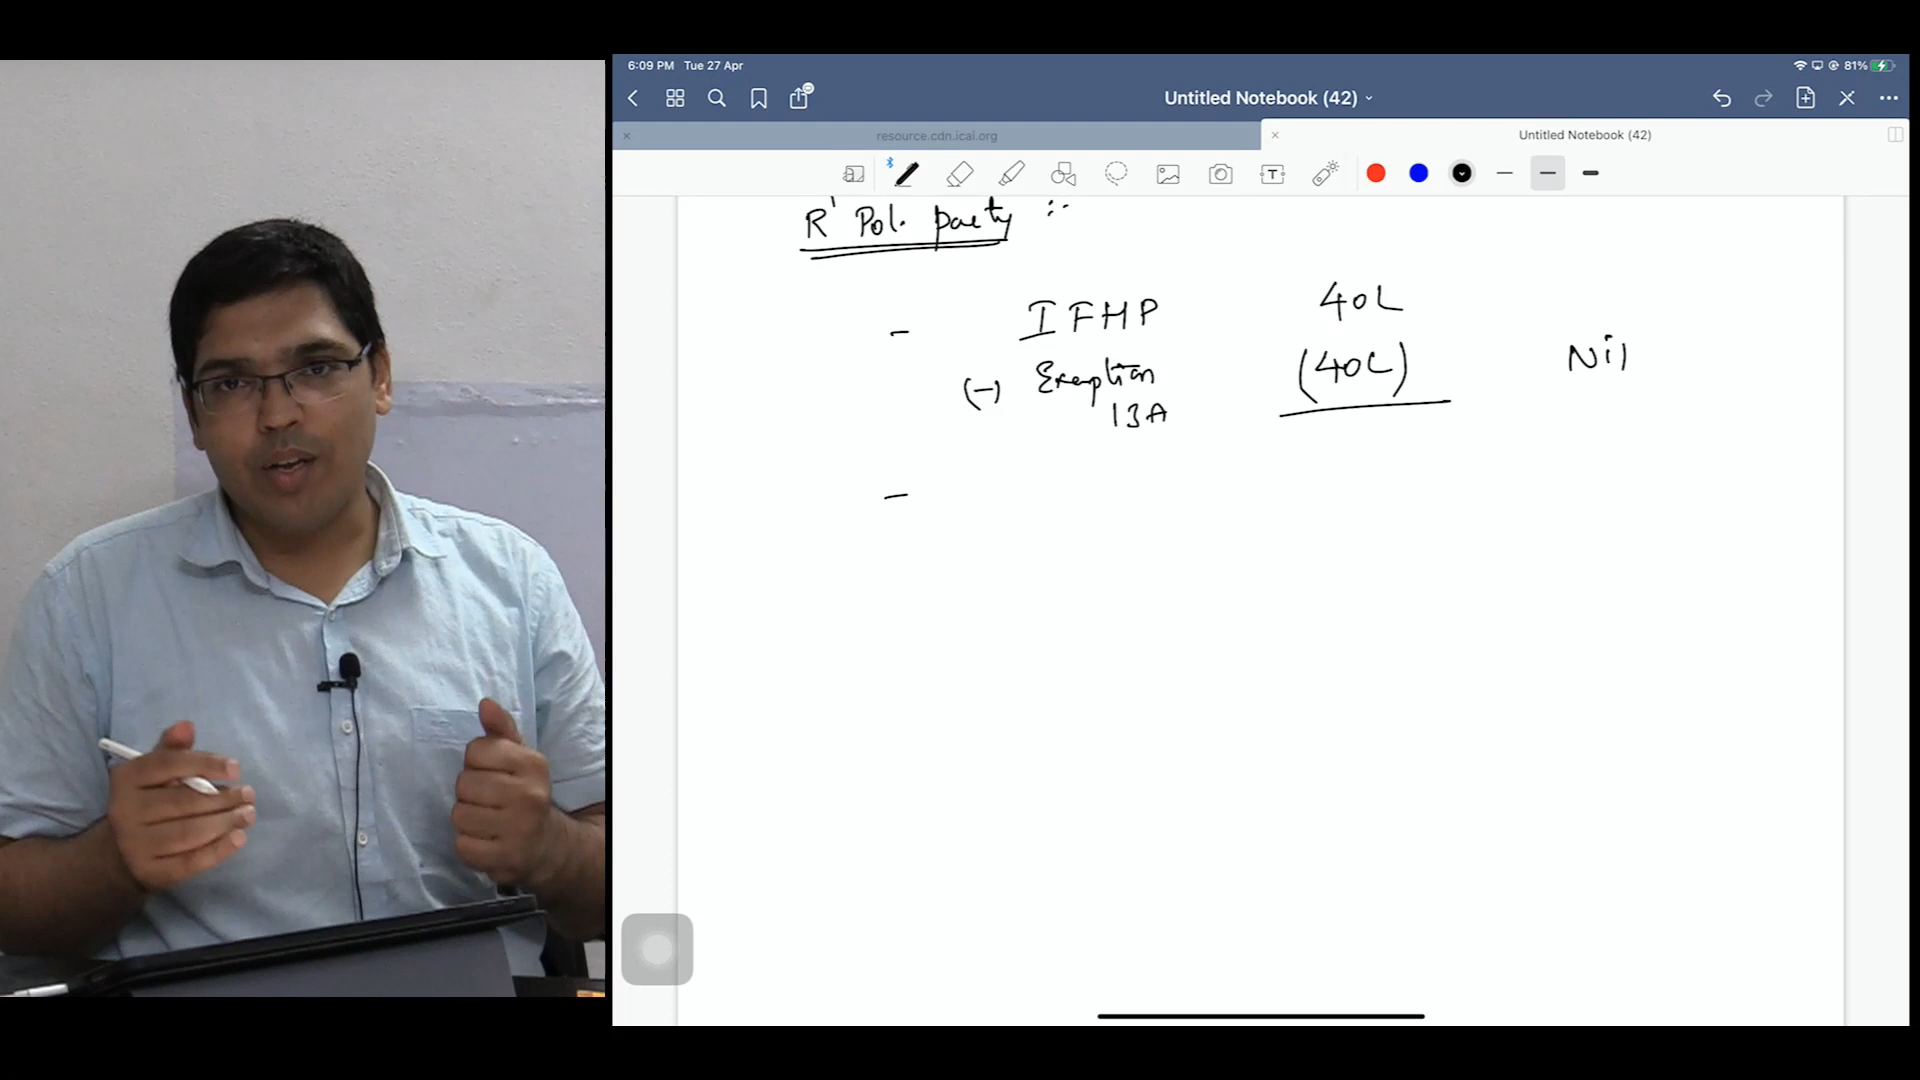 6:09 PM Tue 27 Apr
81%
Untitled Notebook (42)
resource.cdn.icai.org
Untitled Notebook (42)
R' Pol. party :-
- IFHP 40L
(-) Exemption (40L) Nil
13A
-